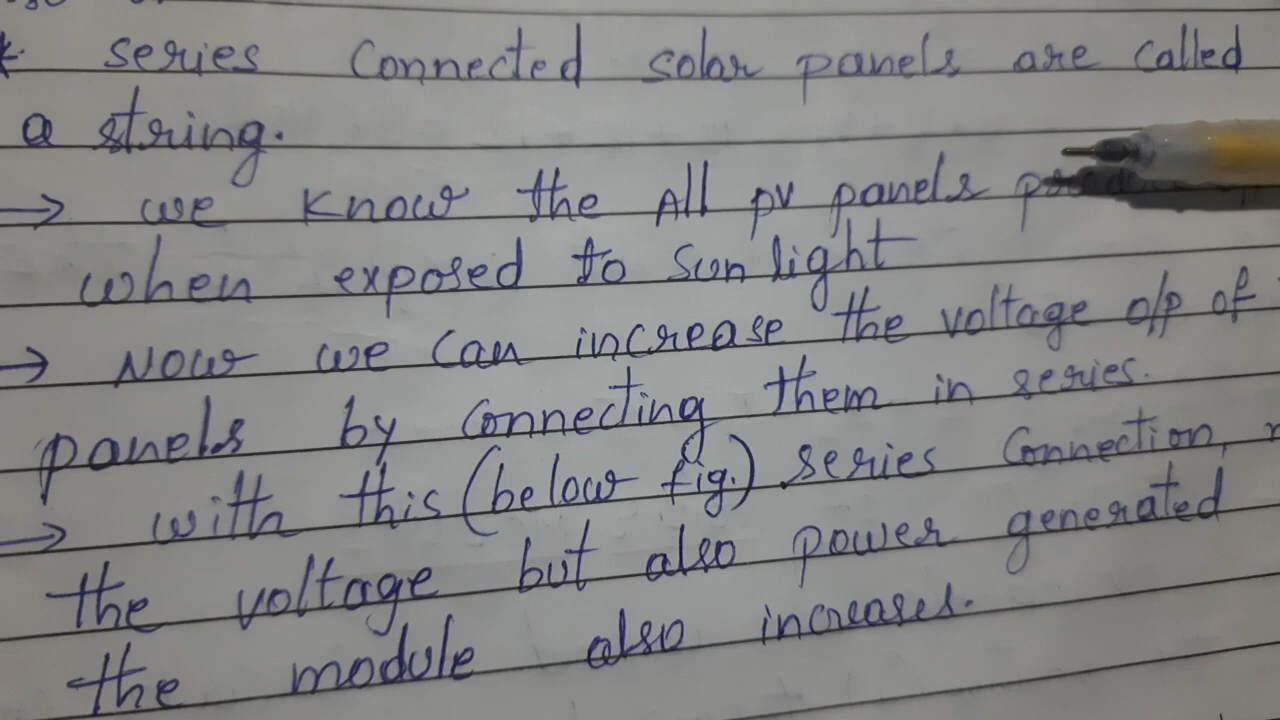 * series Connected solar panels are called
a string.
→ we know the All pv panels
when exposed to sun light
→ Now we can increase the voltage o/p of
panels by connecting them in series.
→ with this (below fig.) series Connection,
the voltage but also power generated
the module also increases.